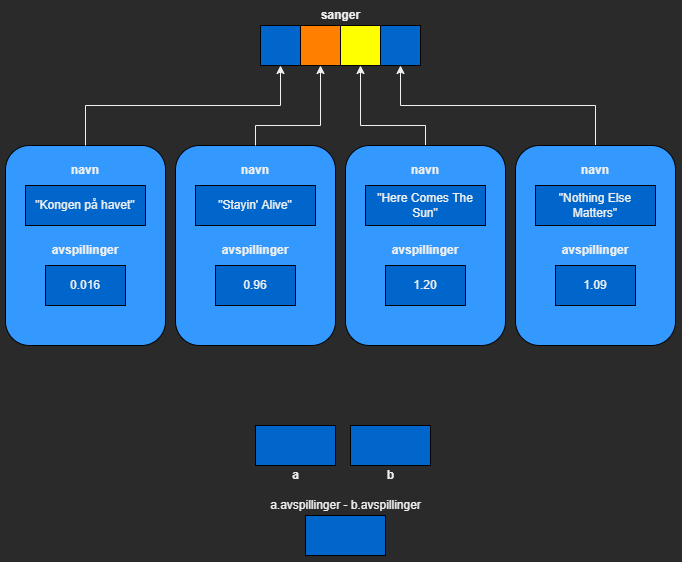 sanger
navn
"Kongen på havet"
avspillinger
0.016
navn
"Stayin' Alive"
avspillinger
0.96
navn
"Here Comes The
Sun"
avspillinger
1.20
navn
"Nothing Else
Matters"
avspillinger
1.09
a
b
a.avspillinger - b.avspillinger